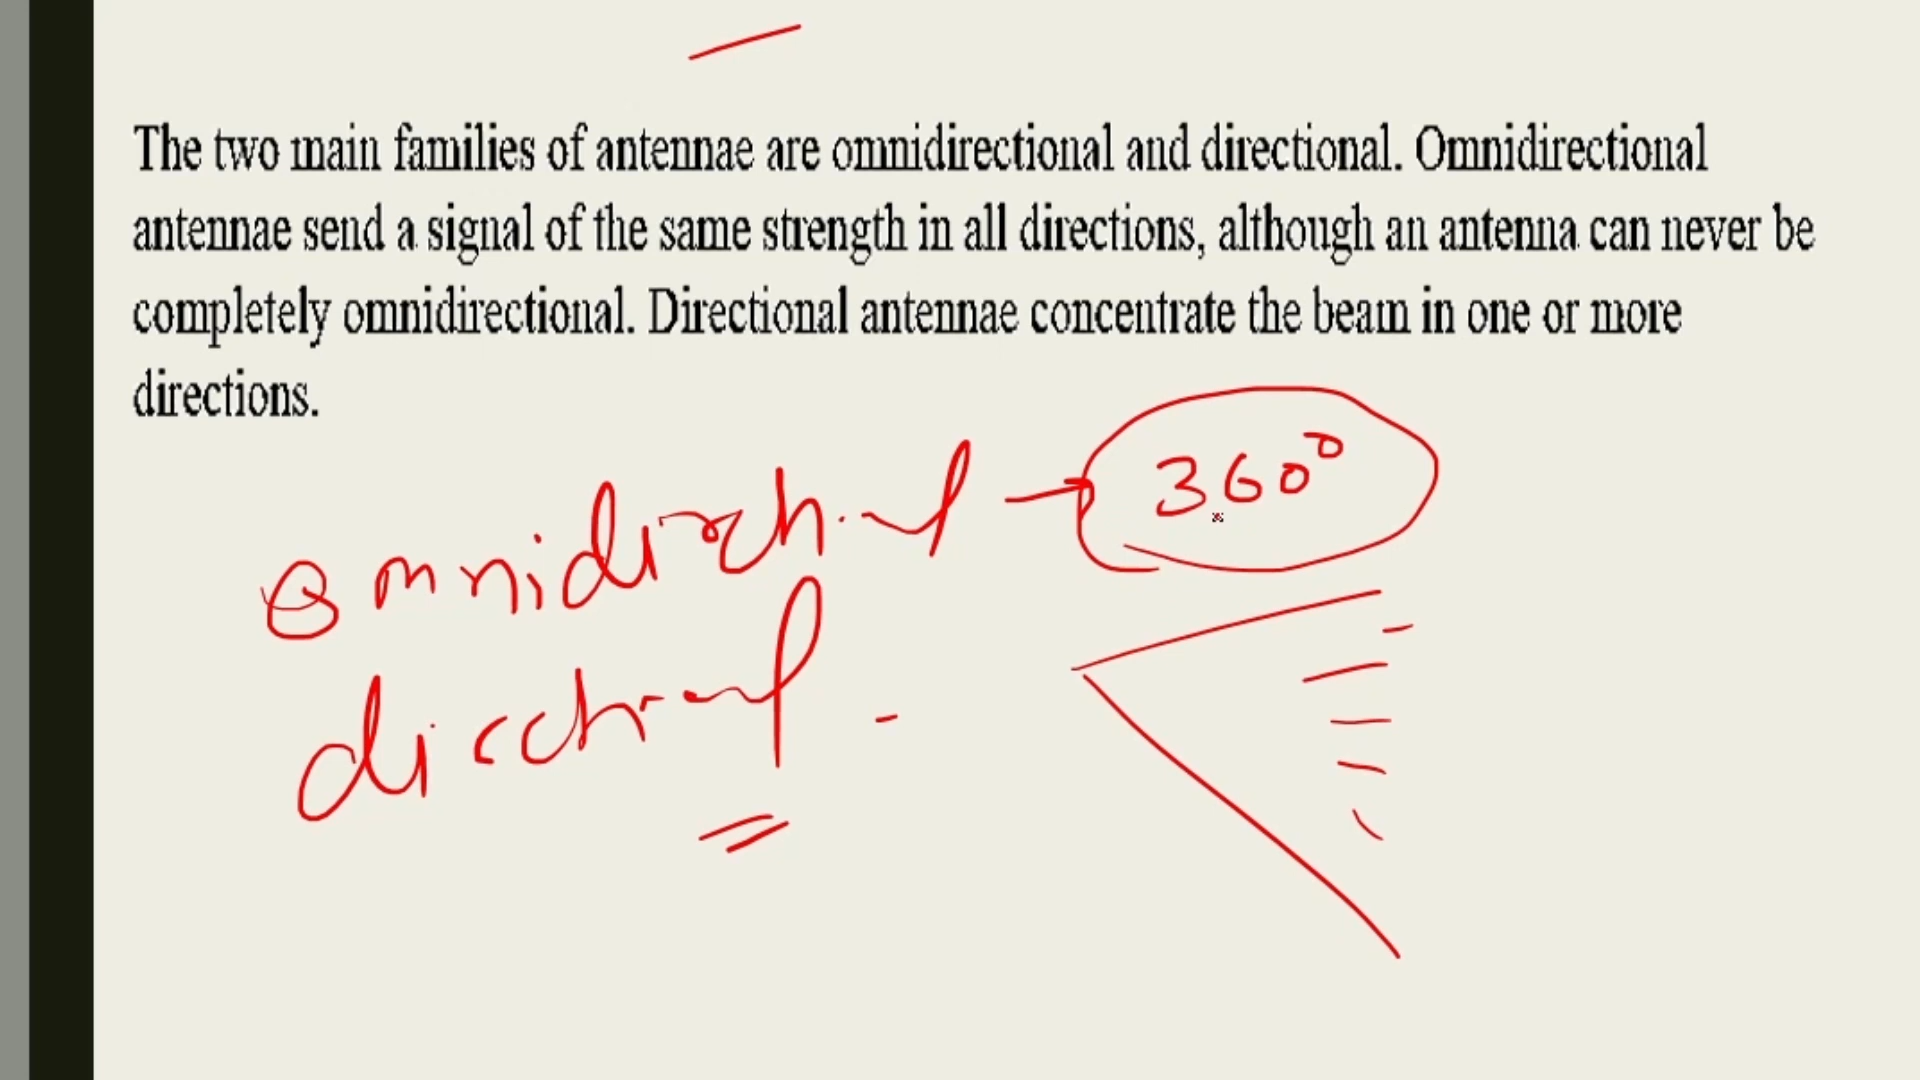 The two main families of antennae are omnidirectional and directional. Omnidirectional
antennae send a signal of the same strength in all directions, although an antenna can never be
completely omnidirectional. Directional antennae concentrate the beam in one or more
directions.
omnidirectional → 360°
directional -